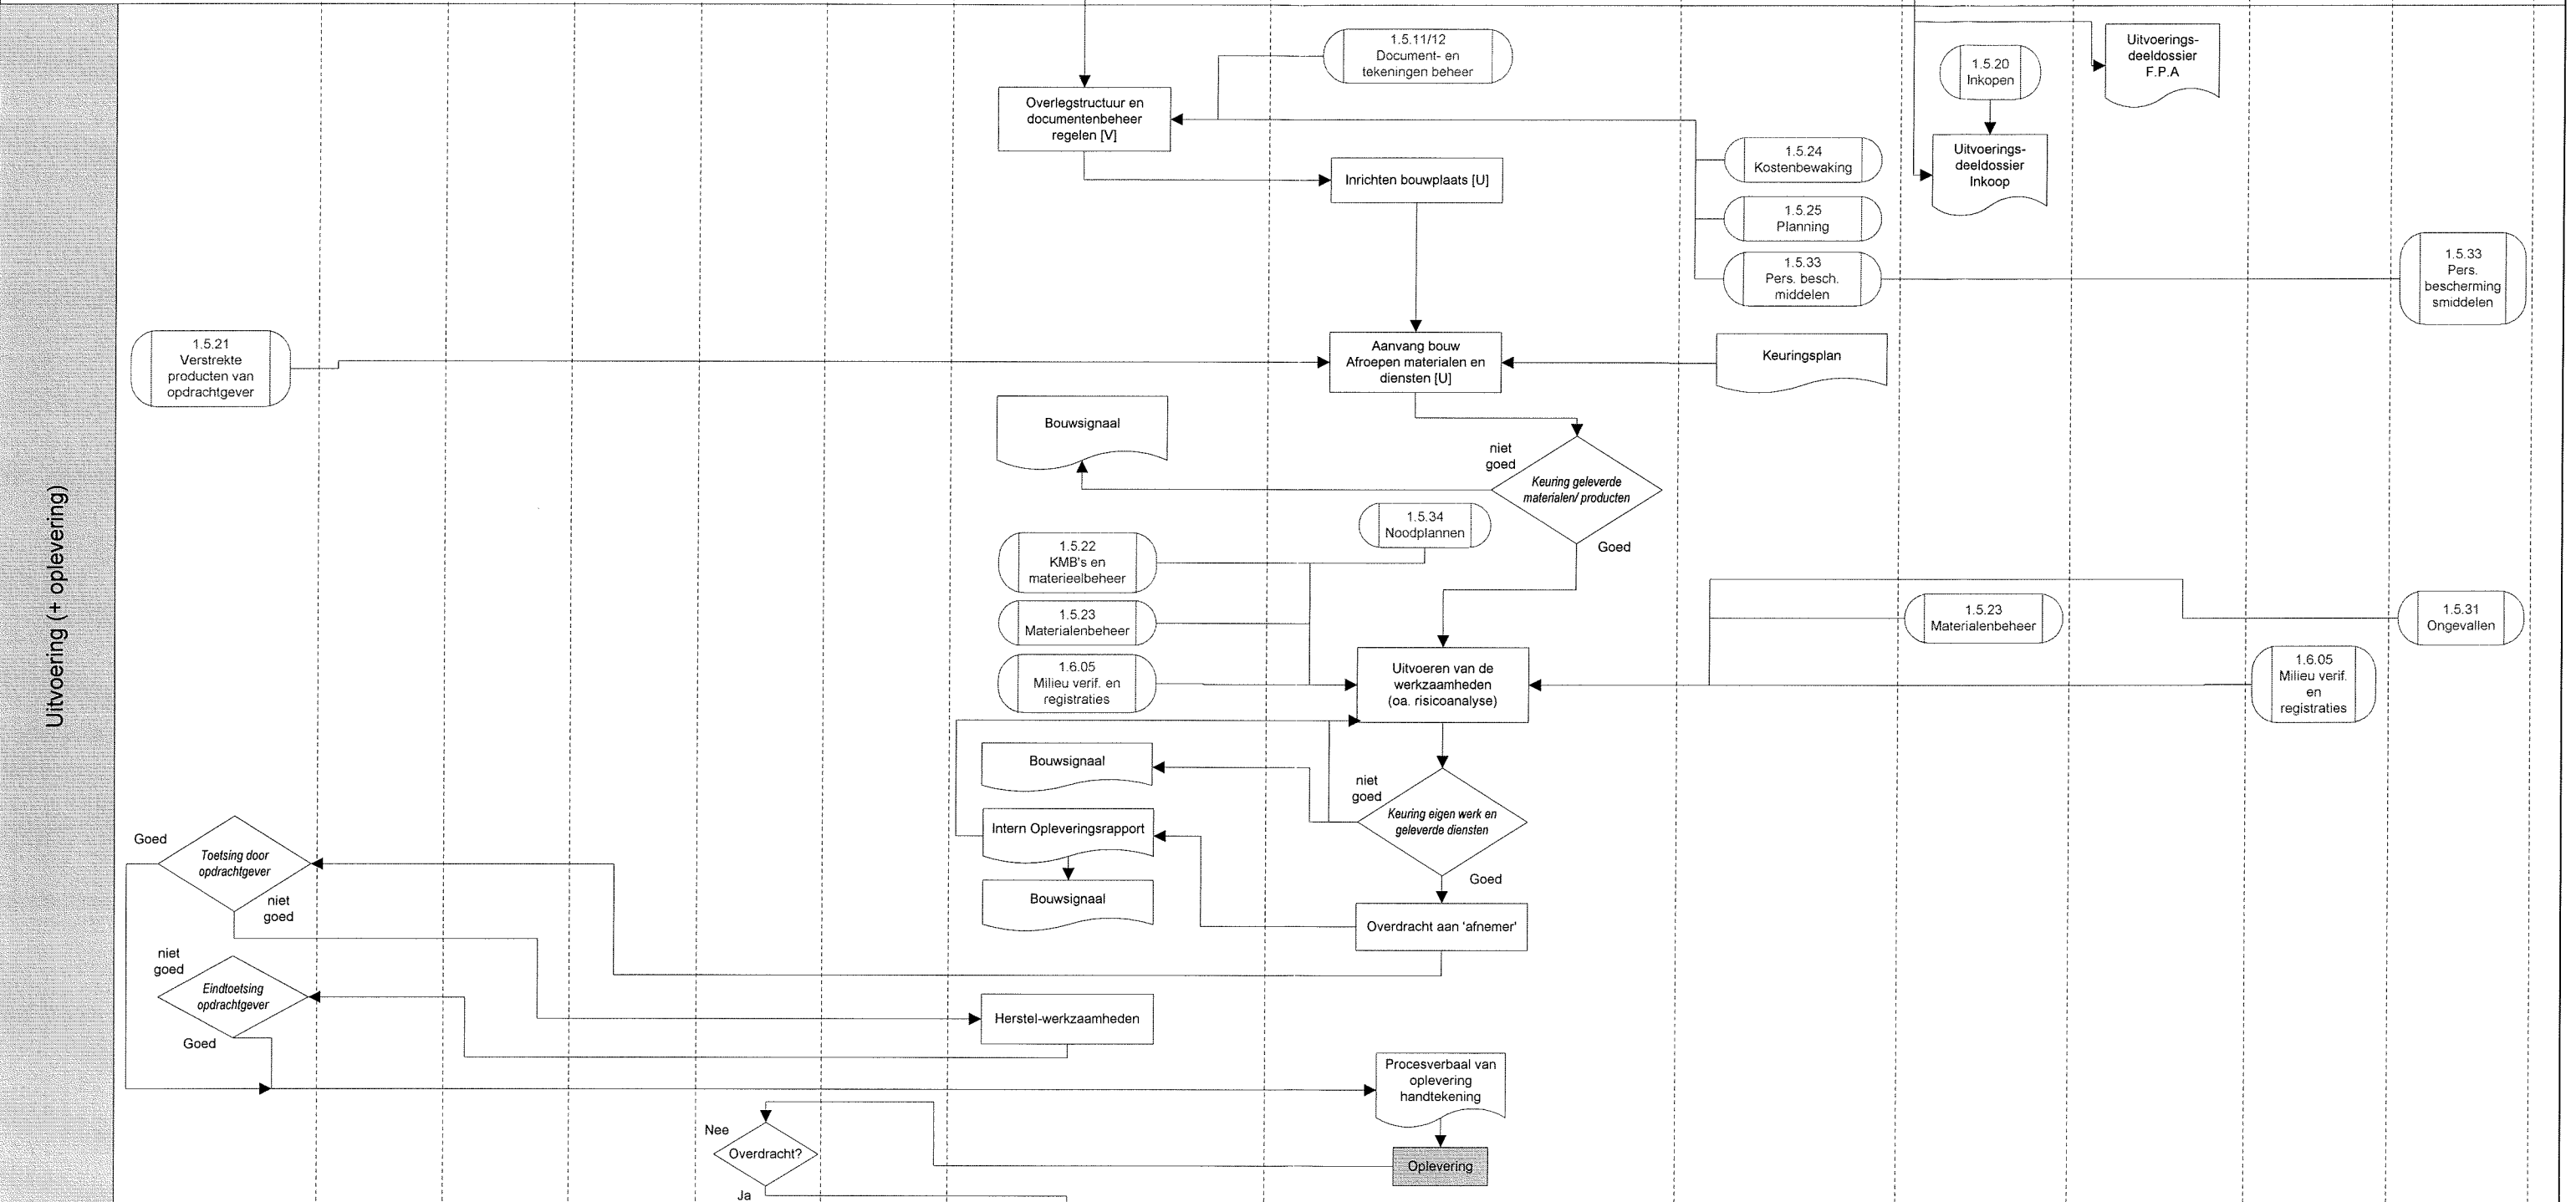 Uitvoering (+ oplevering)
1.5.11/12
Document- en
tekeningen beheer
1.5.20
Inkopen
Uitvoerings-
deeldossier
F.P.A
Overlegstructuur en
documentenbeheer
regelen [V]
Uitvoerings-
deeldossier
Inkoop
1.5.24
Kostenbewaking
Inrichten bouwplaats [U]
1.5.25
Planning
1.5.33
Pers. besch.
middelen
1.5.33
Pers.
bescherming
smiddelen
1.5.21
Verstrekte
producten van
opdrachtgever
Aanvang bouw
Afroepen materialen en
diensten [U]
Keuringsplan
Bouwsignaal
niet
goed
Keuring geleverde
materialen/ producten
Goed
1.5.34
Noodplannen
1.5.22
KMB's en
materieelbeheer
1.5.23
Materialenbeheer
1.6.05
Milieu verif. en
registraties
Uitvoeren van de
werkzaamheden
(oa. risicoanalyse)
1.5.23
Materialenbeheer
1.5.31
Ongevallen
1.6.05
Milieu verif.
en
registraties
Bouwsignaal
niet
goed
Keuring eigen werk en
geleverde diensten
Goed
Intern Opleveringsrapport
Bouwsignaal
Overdracht aan 'afnemer'
Goed
Toetsing door
opdrachtgever
niet
goed
niet
goed
Eindtoetsing
opdrachtgever
Goed
Herstel-werkzaamheden
Procesverbaal van
oplevering
handtekening
Nee
Overdracht?
Ja
Oplevering